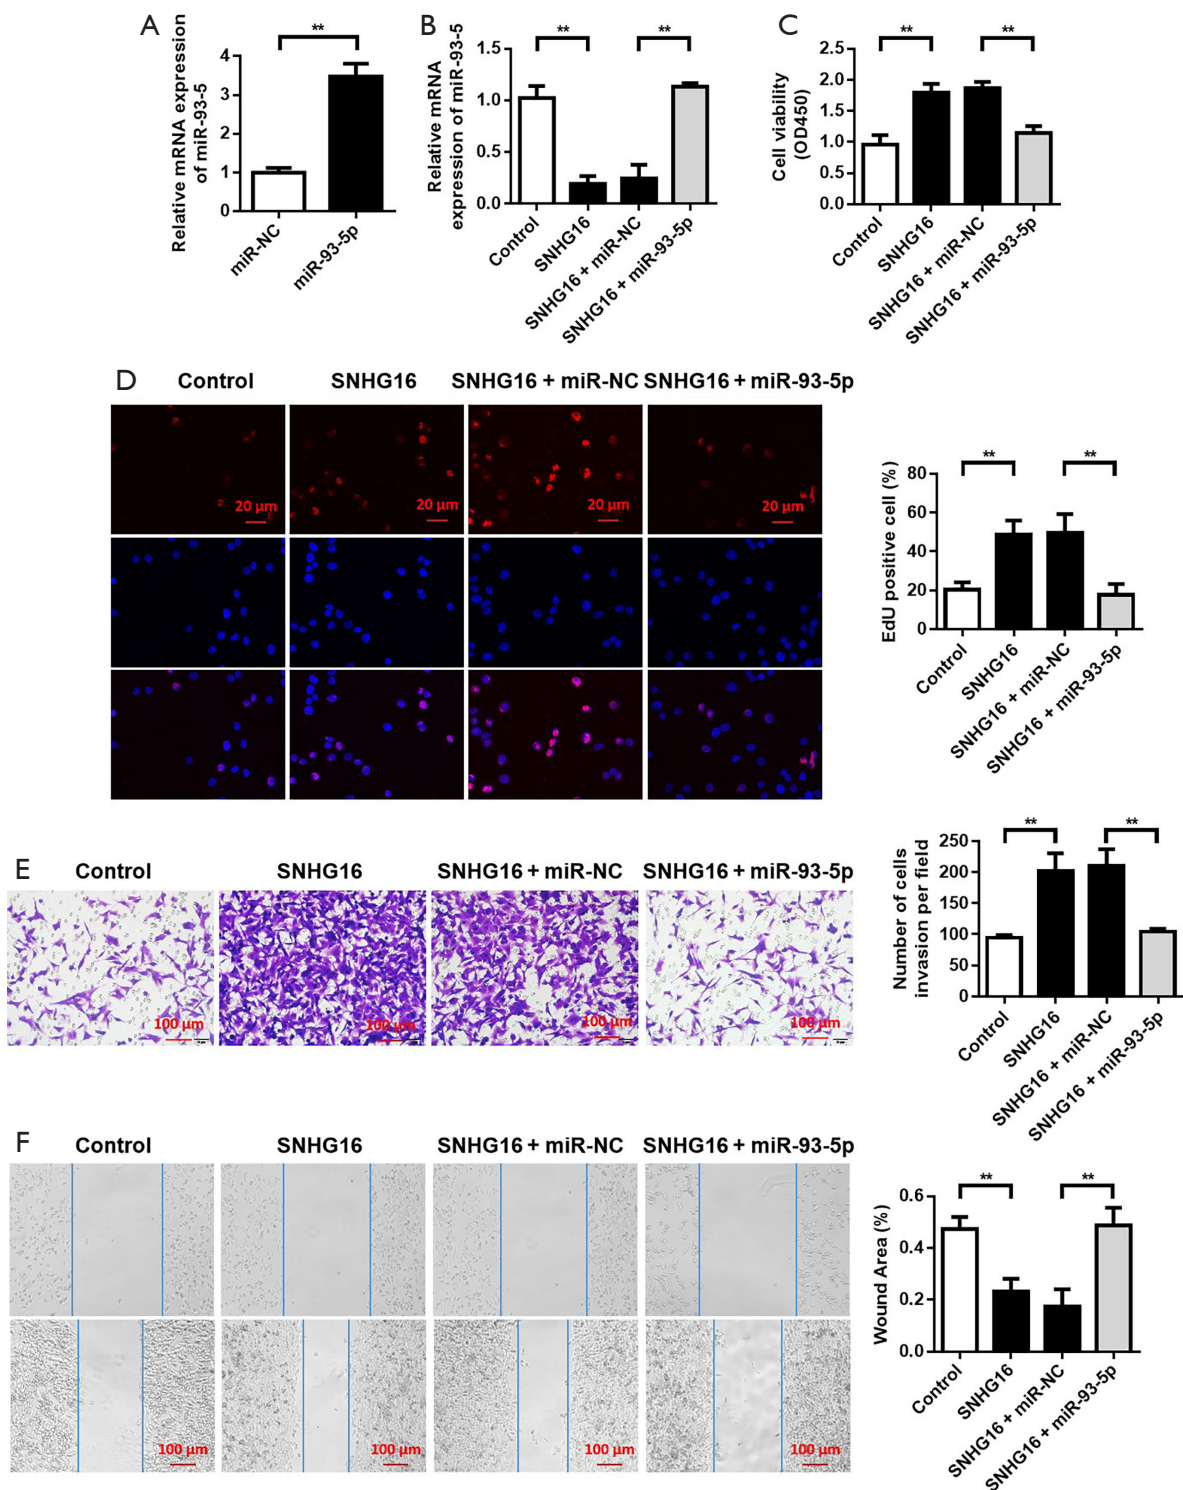 A
Relative mRNA expression
of miR-93-5
4
3
2
1
0
**
miR-NC
miR-93-5p
B
Relative mRNA
expression of miR-93-5
1.5
1.0
0.5
0.0
**
**
Control
SNHG16
SNHG16 + miR-NC
SNHG16 + miR-93-5p
C
Cell viability
(OD450)
2.5
2.0
1.5
1.0
0.5
0.0
**
**
Control
SNHG16
SNHG16 + miR-NC
SNHG16 + miR-93-5p
D
Control
SNHG16
SNHG16 + miR-NC
SNHG16 + miR-93-5p
20 µm
20 µm
20 µm
20 µm
EdU positive cell (%)
80
60
40
20
0
**
**
Control
SNHG16
SNHG16 + miR-NC
SNHG16 + miR-93-5p
E
Control
SNHG16
SNHG16 + miR-NC
SNHG16 + miR-93-5p
100 µm
100 µm
100 µm
100 µm
Number of cells
invasion per field
250
200
150
100
50
0
**
**
Control
SNHG16
SNHG16 + miR-NC
SNHG16 + miR-93-5p
F
Control
SNHG16
SNHG16 + miR-NC
SNHG16 + miR-93-5p
100 µm
100 µm
100 µm
100 µm
Wound Area (%)
0.6
0.4
0.2
0.0
**
**
Control
SNHG16
SNHG16 + miR-NC
SNHG16 + miR-93-5p